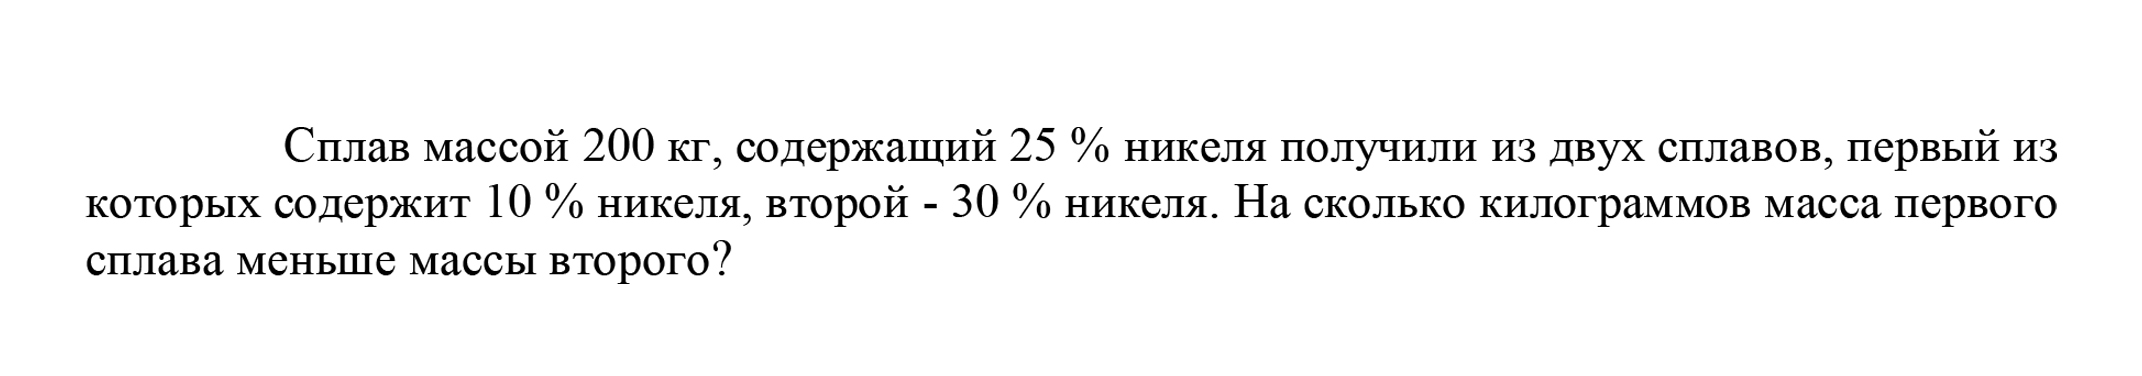 Сплав массой 200 кг, содержащий 25 % никеля получили из двух сплавов, первый из
которых содержит 10 % никеля, второй - 30 % никеля. На сколько килограммов масса первого
сплава меньше массы второго?